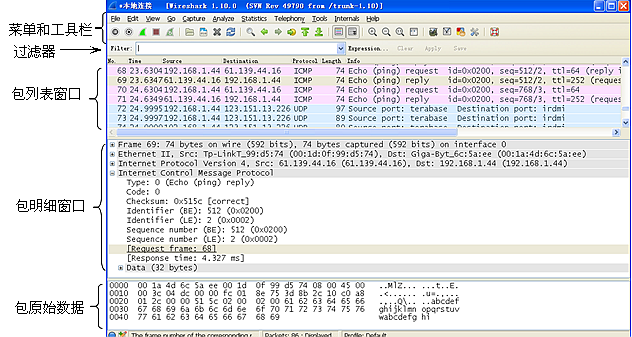 *本地连接 [Wireshark 1.10.0 (SVN Rev 49790 from /trunk-1.10)]
File Edit View Go Capture Analyze Statistics Telephony Tools Internals Help
菜单和工具栏
过滤器
Filter: Expression... Clear Apply Save
No. Time Source Destination Protocol Length Info
68 23.6304 192.168.1.44 61.139.44.16 ICMP 74 Echo (ping) request id=0x0200, seq=512/2, ttl=64 (reply i
69 23.6347 61.139.44.16 192.168.1.44 ICMP 74 Echo (ping) reply id=0x0200, seq=512/2, ttl=252 (request
70 24.6304 192.168.1.44 61.139.44.16 ICMP 74 Echo (ping) request id=0x0200, seq=768/3, ttl=64
71 24.6349 61.139.44.16 192.168.1.44 ICMP 74 Echo (ping) reply id=0x0200, seq=768/3, ttl=252 (request
72 24.9995 192.168.1.44 123.151.13.226 UDP 97 Source port: terabase Destination port: irdmi
73 24.9997 192.168.1.44 123.151.13.226 UDP 89 Source port: terabase Destination port: irdmi
包列表窗口
Frame 69: 74 bytes on wire (592 bits), 74 bytes captured (592 bits) on interface 0
Ethernet II, Src: Tp-LinkT_99:d5:74 (00:1d:0f:99:d5:74), Dst: Giga-Byt_6c:5a:ee (00:1a:4d:6c:5a:ee)
Internet Protocol Version 4, Src: 61.139.44.16 (61.139.44.16), Dst: 192.168.1.44 (192.168.1.44)
Internet Control Message Protocol
Type: 0 (Echo (ping) reply)
Code: 0
Checksum: 0x515c [correct]
Identifier (BE): 512 (0x0200)
Identifier (LE): 2 (0x0002)
Sequence number (BE): 512 (0x0200)
Sequence number (LE): 2 (0x0002)
[Request frame: 68]
[Response time: 4.327 ms]
Data (32 bytes)
包明细窗口
0000 00 1a 4d 6c 5a ee 00 1d 0f 99 d5 74 08 00 45 00 ..MlZ... ...t..E.
0010 00 3c 04 dc 00 00 fc 01 8e 75 3d 8b 2c 10 c0 a8 .<...... .u=.,...
0020 01 2c 00 00 51 5c 02 00 02 00 61 62 63 64 65 66 .,..Q\.. ..abcdef
0030 67 68 69 6a 6b 6c 6d 6e 6f 70 71 72 73 74 75 76 ghijklmn opqrstuv
0040 77 61 62 63 64 65 66 67 68 69 wabcdefg hi
包原始数据
The frame number of the corresponding r... Packets: 86 · Displayed... Profile: Default